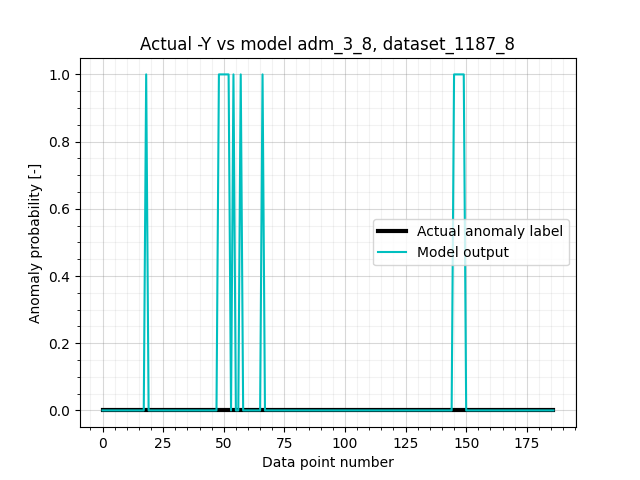 Actual -Y vs model adm_3_8, dataset_1187_8
Anomaly probability [-]
1.0
0.8
0.6
0.4
0.2
0.0
Actual anomaly label
Model output
0 25 50 75 100 125 150 175
Data point number